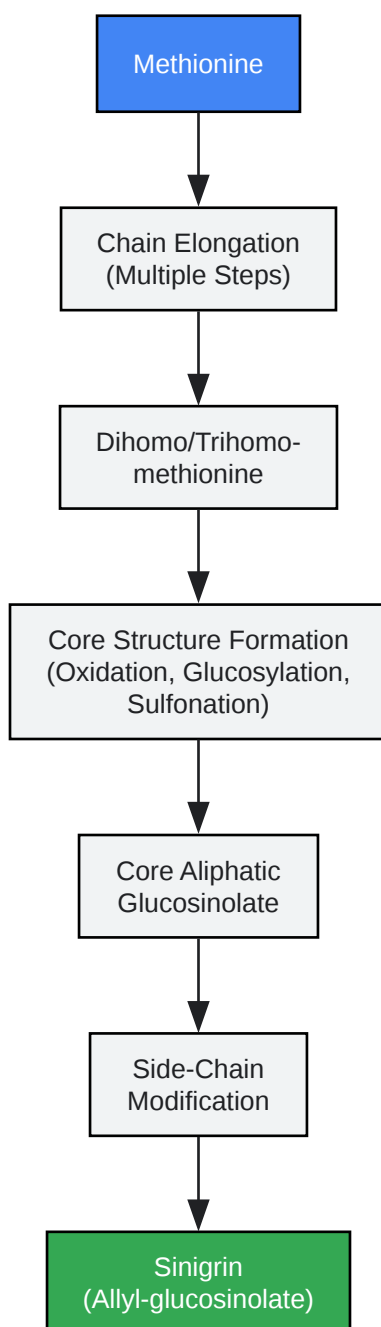 Methionine
Chain Elongation
(Multiple Steps)
Dihomo/Trihomo-
methionine
Core Structure Formation
(Oxidation, Glucosylation,
Sulfonation)
Core Aliphatic
Glucosinolate
Side-Chain
Modification
Sinigrin
(Allyl-glucosinolate)